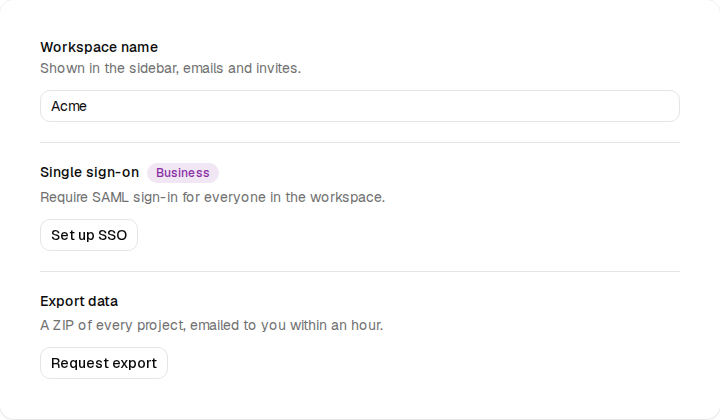 Workspace name
Shown in the sidebar, emails and invites.
Acme
Single sign-on Business
Require SAML sign-in for everyone in the workspace.
Set up SSO
Export data
A ZIP of every project, emailed to you within an hour.
Request export